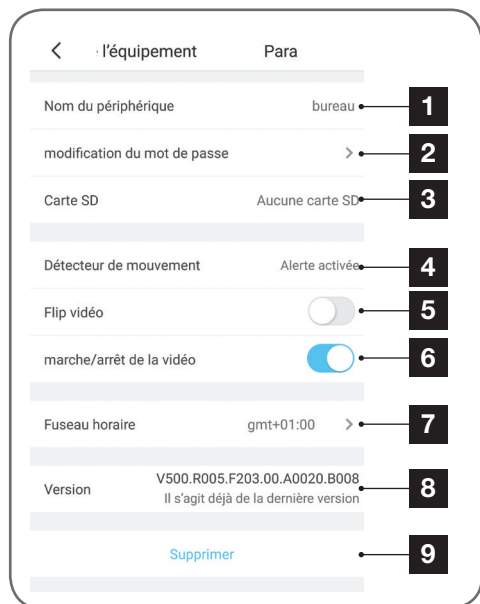 l'équipement Para
Nom du périphérique bureau 1
modification du mot de passe 2
Carte SD Aucune carte SD 3
Détecteur de mouvement Alerte activée 4
Flip vidéo 5
marche/arrêt de la vidéo 6
Fuseau horaire gmt+01:00 7
V500.R005.F203.00.A0020.B008
Version 8
Il s'agit déjà de la dernière version
Supprimer 9